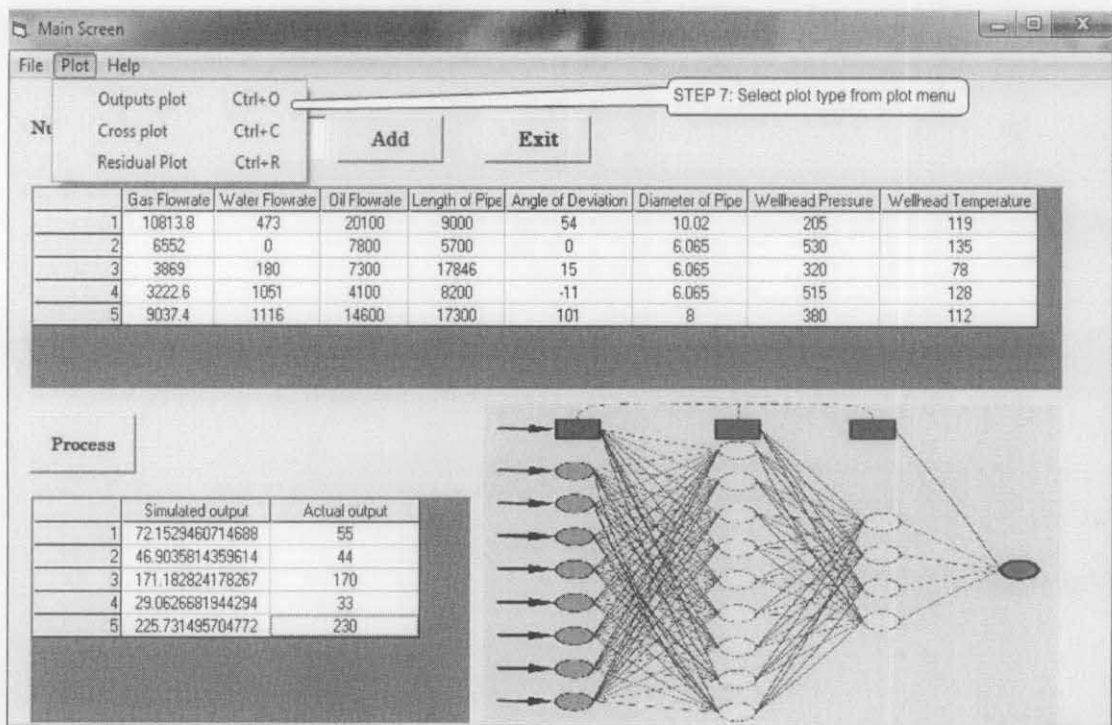 Main Screen
File Plot Help
Outputs plot Ctrl+O
STEP 7: Select plot type from plot menu
Cross plot Ctrl+C
Residual Plot Ctrl+R
Add Exit
Gas Flowrate Water Flowrate Oil Flowrate Length of Pipe Angle of Deviation Diameter of Pipe Wellhead Pressure Wellhead Temperature
1 10813.8 473 20100 9000 54 10.02 205 119
2 6552 0 7800 5700 0 6.065 530 135
3 3869 180 7300 17846 15 6.065 320 78
4 3222.6 1051 4100 8200 -11 6.065 515 128
5 9037.4 1116 14600 17300 101 8 380 112
Process
Simulated output Actual output
1 72.1529460714688 55
2 46.9035814359614 44
3 171.182824178267 170
4 29.0626681944294 33
5 225.731495704772 230